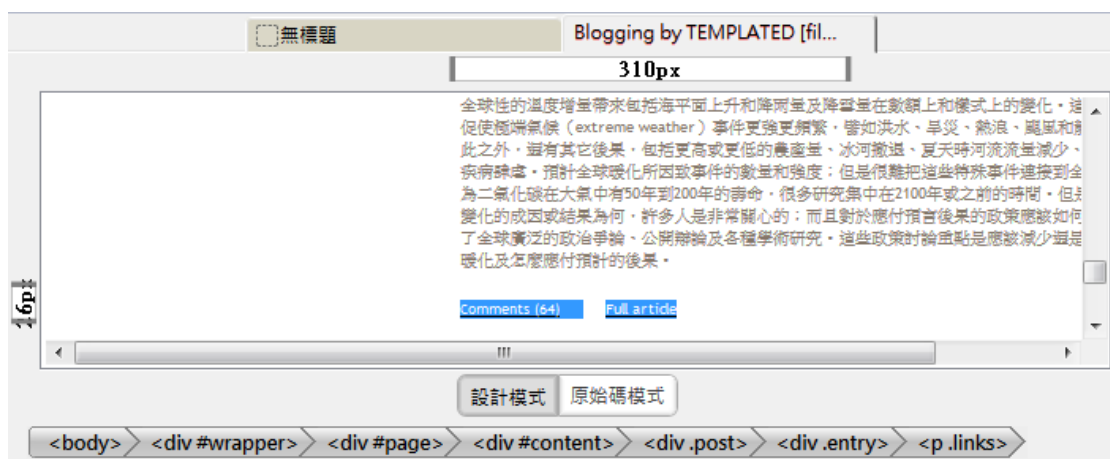 無標題
Blogging by TEMPLATED [fil...
310px
全球性的溫度增量帶來包括海平面上升和降雨量及降雪量在數額上和樣式上的變化。這
促使極端氣候（extreme weather）事件更強更頻繁，譬如洪水、旱災、熱浪、颶風和龍
此之外，還有其它後果，包括更高或更低的農產量、冰河撤退、夏天時河流流量減少、
疾病肆虐。預計全球暖化所因致事件的數量和強度；但是很難把這些特殊事件連接到全
為二氧化碳在大氣中有50年到200年的壽命，很多研究集中在2100年或之前的時間。但是
變化的成因或結果為何，許多人是非常關心的；而且對於應付預言後果的政策應該如何
了全球廣泛的政治爭論、公開辯論及各種學術研究。這些政策討論重點是應該減少還是
暖化及怎麼應付預計的後果。
16px
Comments (64) Full article
設計模式 原始碼模式
<body> <div #wrapper> <div #page> <div #content> <div .post> <div .entry> <p .links>